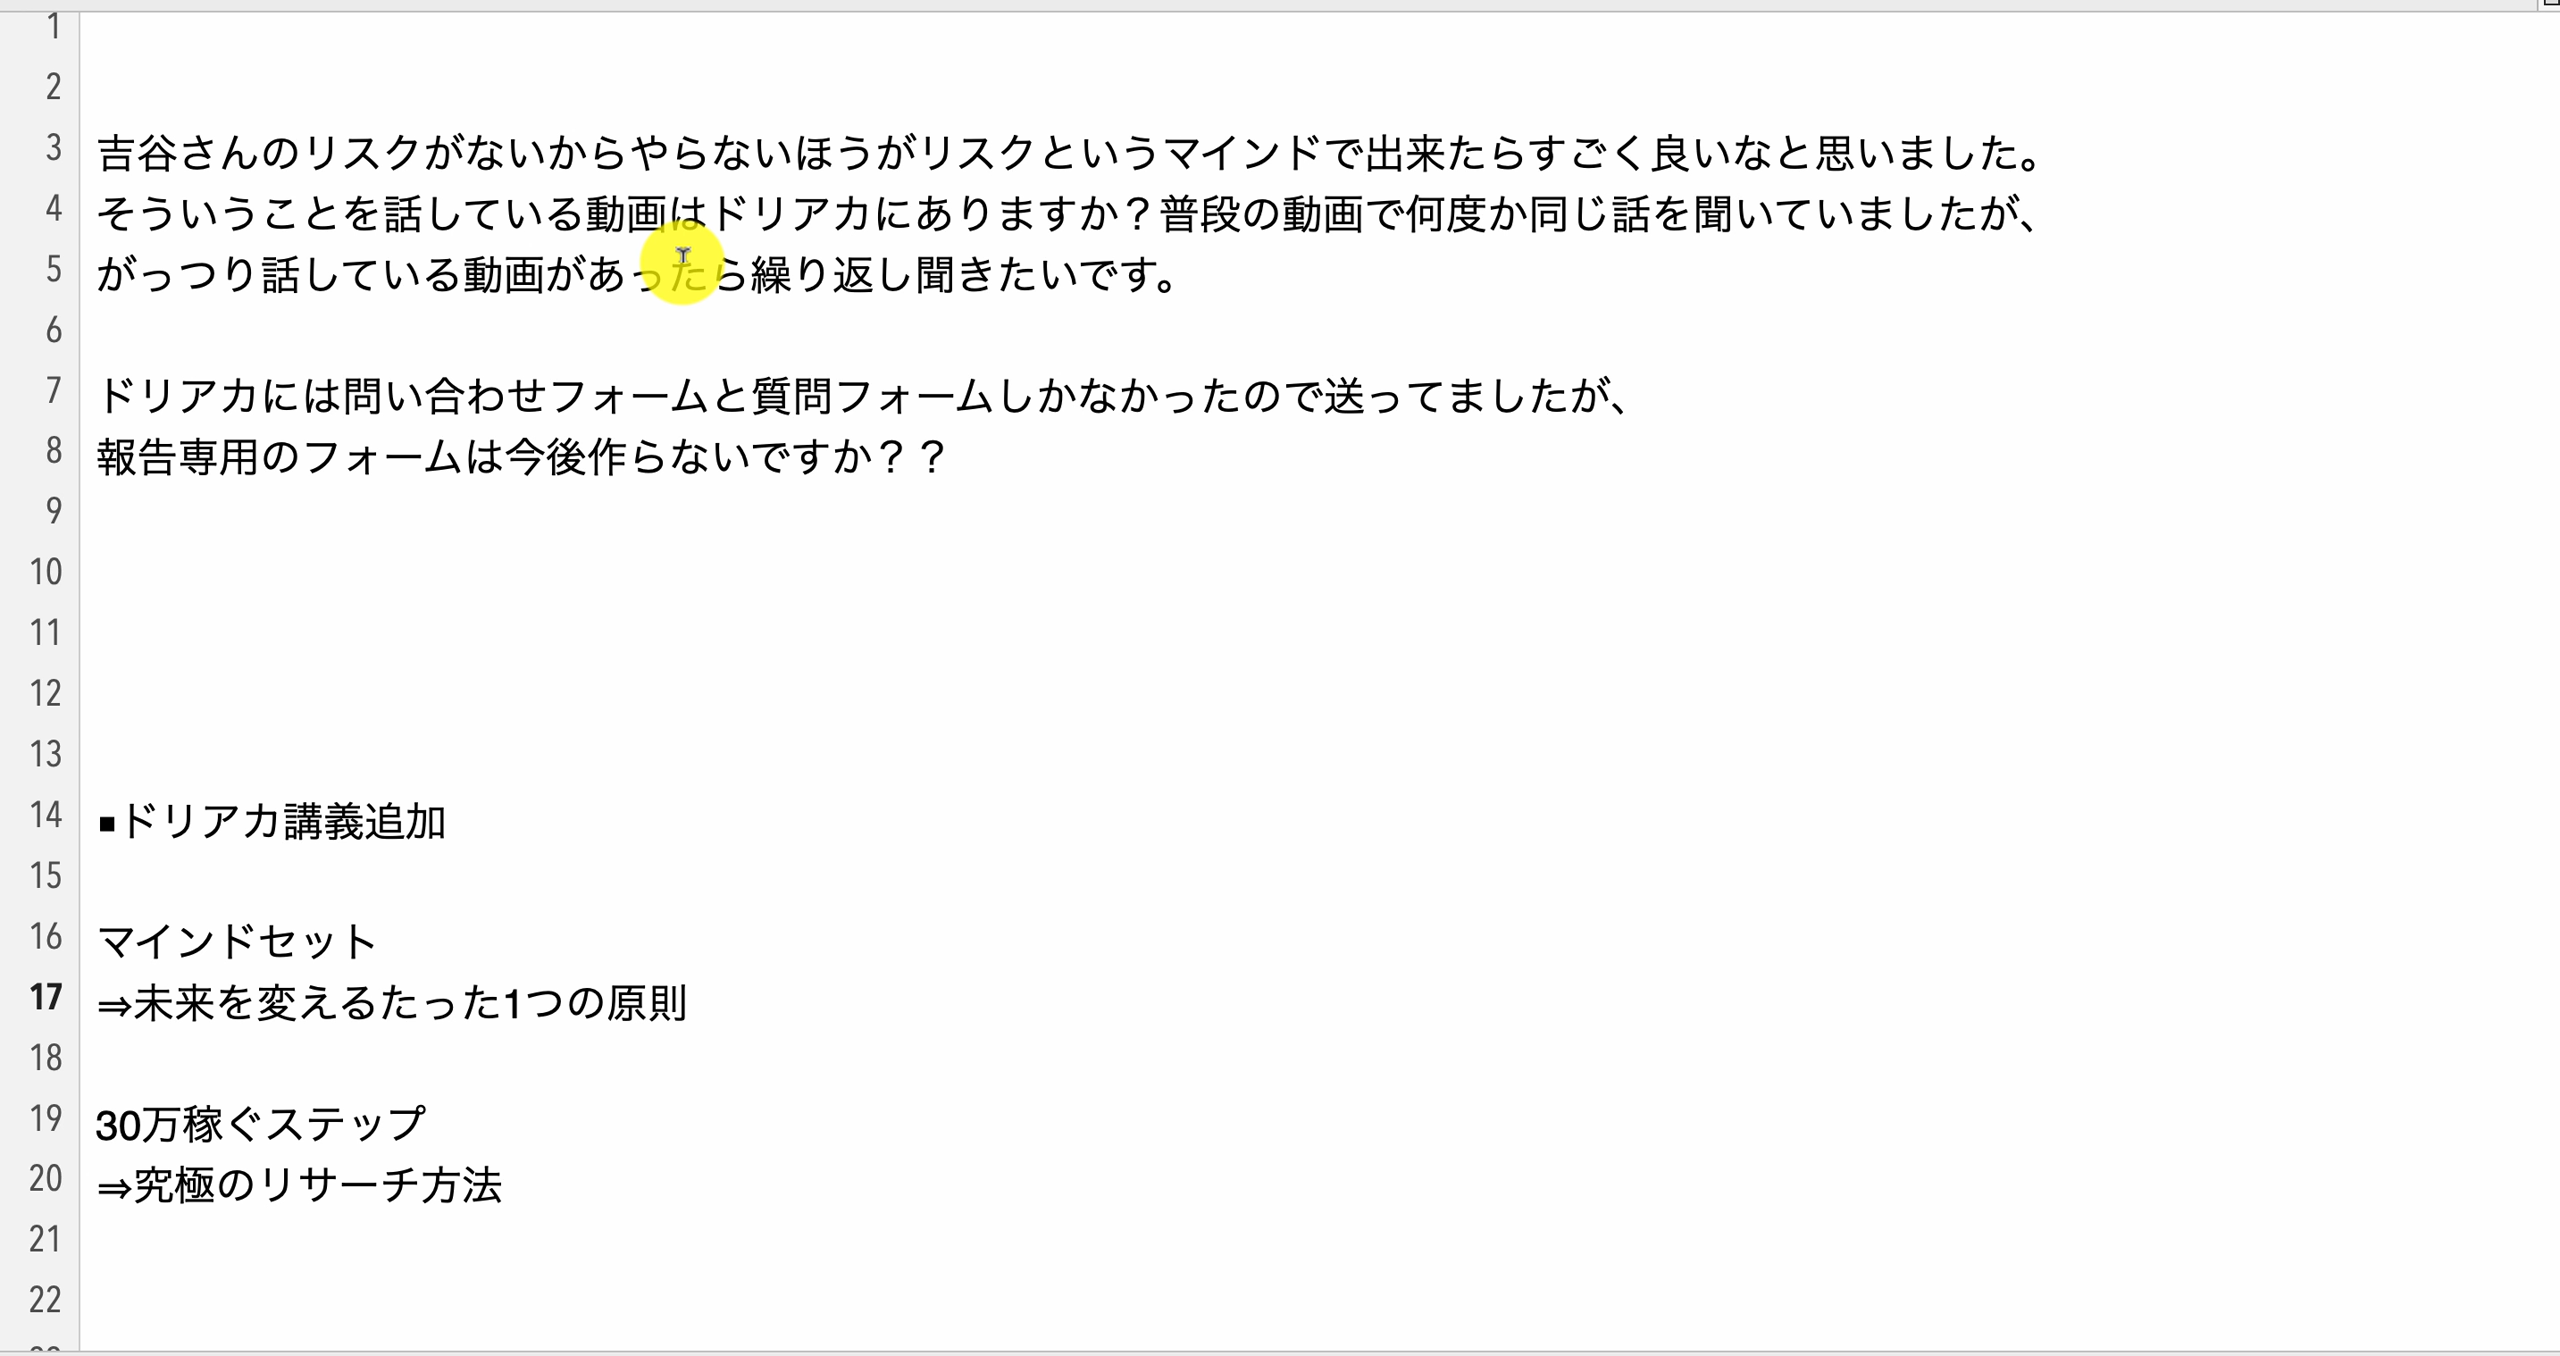 1
2
3 吉谷さんのリスクがないからやらないほうがリスクというマインドで出来たらすごく良いなと思いました。
4 そういうことを話している動画はドリアカにありますか？普段の動画で何度か同じ話を聞いていましたが、
5 がっつり話している動画があったら繰り返し聞きたいです。
6
7 ドリアカには問い合わせフォームと質問フォームしかなかったので送ってましたが、
8 報告専用のフォームは今後作らないですか？？
9
10
11
12
13
14 ▪ドリアカ講義追加
15
16 マインドセット
17 ⇒未来を変えるたった1つの原則
18
19 30万稼ぐステップ
20 ⇒究極のリサーチ方法
21
22